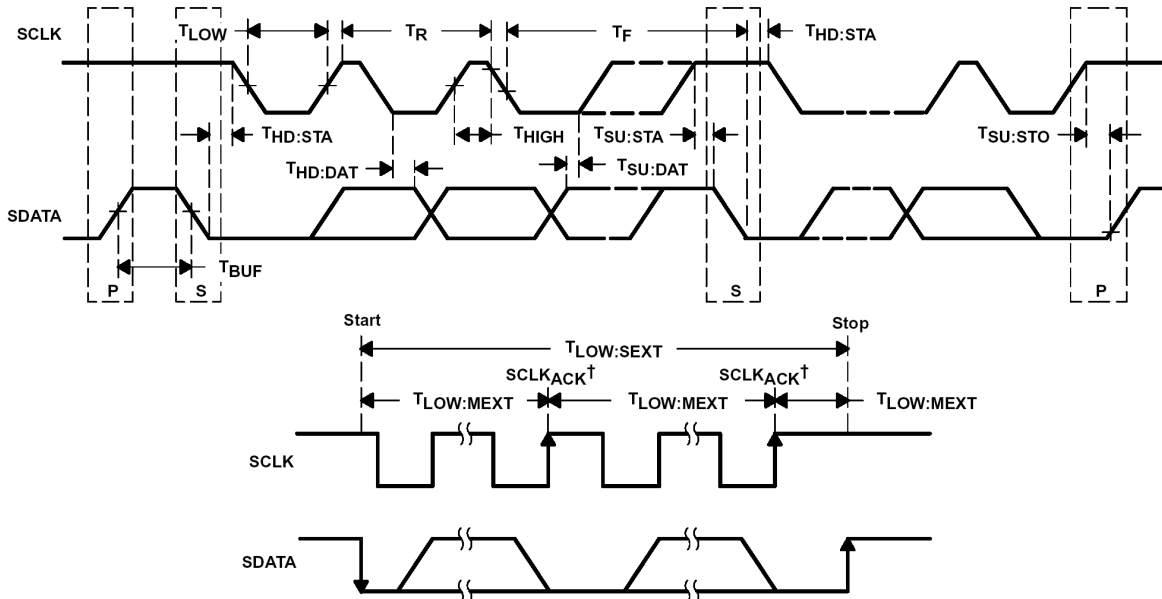 SCLK TLOW TR TF THD:STA
THD:STA THIGH TSU:STA TSU:STO
THD:DAT TSU:DAT
SDATA
TBUF
P S S P
Start Stop
TLOW:SEXT
SCLKACK† SCLKACK†
TLOW:MEXT TLOW:MEXT TLOW:MEXT
SCLK
SDATA